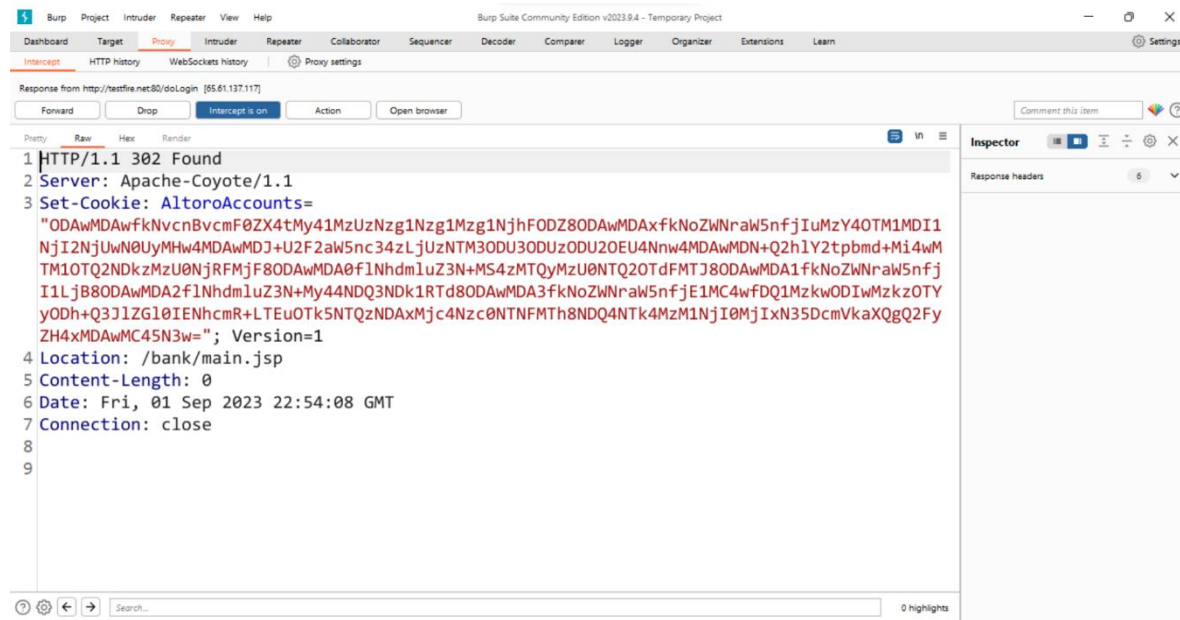 Burp Project Intruder Repeater View Help Burp Suite Community Edition v2023.9.4 - Temporary Project
Dashboard Target Proxy Intruder Repeater Collaborator Sequencer Decoder Comparer Logger Organizer Extensions Learn Settings
Intercept HTTP history WebSockets history Proxy settings
Response from http://testfire.net:80/doLogin [65.61.137.117]
Forward Drop Intercept is on Action Open browser Comment this item
Pretty Raw Hex Render \n Inspector
1 HTTP/1.1 302 Found
2 Server: Apache-Coyote/1.1 Response headers 6
3 Set-Cookie: AltoroAccounts=
"ODAwMDAwfkNvcnBvcmF0ZX4tMy41MzUzNzg1Nzg1Mzg1NjhFODZ8ODAwMDAxfkNoZWNraW5nfjIuMzY4OTM1MDI1
NjI2NjUwN0UyMHw4MDAwMDJ+U2F2aW5nc34zLjUzNTM3ODU3ODUzODU2OEU4Nnw4MDAwMDN+Q2hlY2tpbmd+Mi4wM
TM1OTQ2NDkzMzU0NjRFMjF8ODAwMDA0flNhdmluZ3N+MS4zMTQyMzU0NTQ2OTdFMTJ8ODAwMDA1fkNoZWNraW5nfj
I1LjB8ODAwMDA2flNhdmluZ3N+My44NDQ3NDk1RTd8ODAwMDA3fkNoZWNraW5nfjE1MC4wfDQ1MzkwODIwMzkzOTY
yODh+Q3JlZGl0IENhcmR+LTEuOTk5NTQzNDAxMjc4Nzc0NTNFMTh8NDQ4NTk4MzM1NjI0MjIxN35DcmVkaXQgQ2Fy
ZH4xMDAwMC45N3w="; Version=1
4 Location: /bank/main.jsp
5 Content-Length: 0
6 Date: Fri, 01 Sep 2023 22:54:08 GMT
7 Connection: close
8
9
Search... 0 highlights